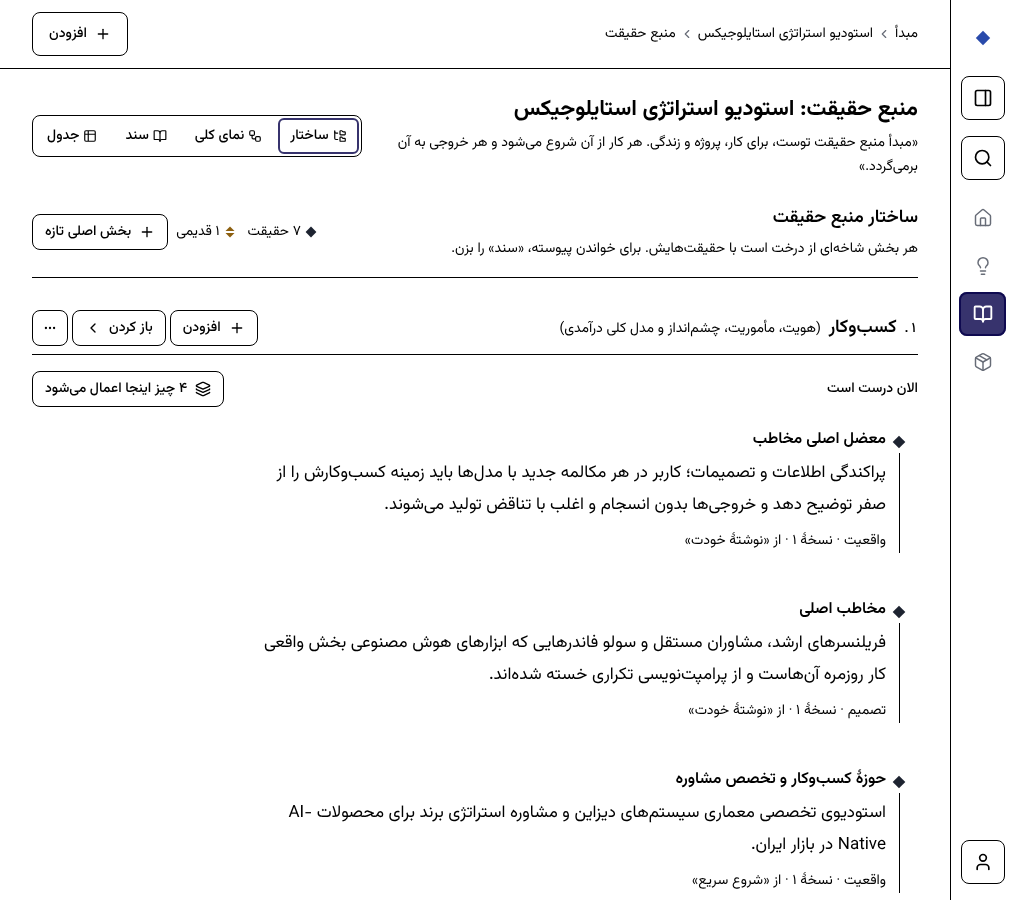 مبدأ › استودیو استراتژی استایلوجیکس › منبع حقیقت
افزودن
منبع حقیقت: استودیو استراتژی استایلوجیکس
«مبدأ منبع حقیقت توست، برای کار، پروژه و زندگی. هر کار از آن شروع می‌شود و هر خروجی به آن
برمی‌گردد.»
ساختار
نمای کلی
سند
جدول
ساختار منبع حقیقت
هر بخش شاخه‌ای از درخت است با حقیقت‌هایش. برای خواندن پیوسته، «سند» را بزن.
۷ حقیقت
۱ قدیمی
بخش اصلی تازه
۱. کسب‌وکار (هویت، مأموریت، چشم‌انداز و مدل کلی درآمدی)
افزودن
باز کردن
الان درست است
۴ چیز اینجا اعمال می‌شود
معضل اصلی مخاطب
پراکندگی اطلاعات و تصمیمات؛ کاربر در هر مکالمه جدید با مدل‌ها باید زمینه کسب‌وکارش را از
صفر توضیح دهد و خروجی‌ها بدون انسجام و اغلب با تناقض تولید می‌شوند.
واقعیت · نسخهٔ ۱ · از «نوشتهٔ خودت»
مخاطب اصلی
فریلنسرهای ارشد، مشاوران مستقل و سولو فاندرهایی که ابزارهای هوش مصنوعی بخش واقعی
کار روزمره آن‌هاست و از پرامپت‌نویسی تکراری خسته شده‌اند.
تصمیم · نسخهٔ ۱ · از «نوشتهٔ خودت»
حوزهٔ کسب‌وکار و تخصص مشاوره
استودیوی تخصصی معماری سیستم‌های دیزاین و مشاوره استراتژی برند برای محصولات AI-
Native در بازار ایران.
واقعیت · نسخهٔ ۱ · از «شروع سریع»